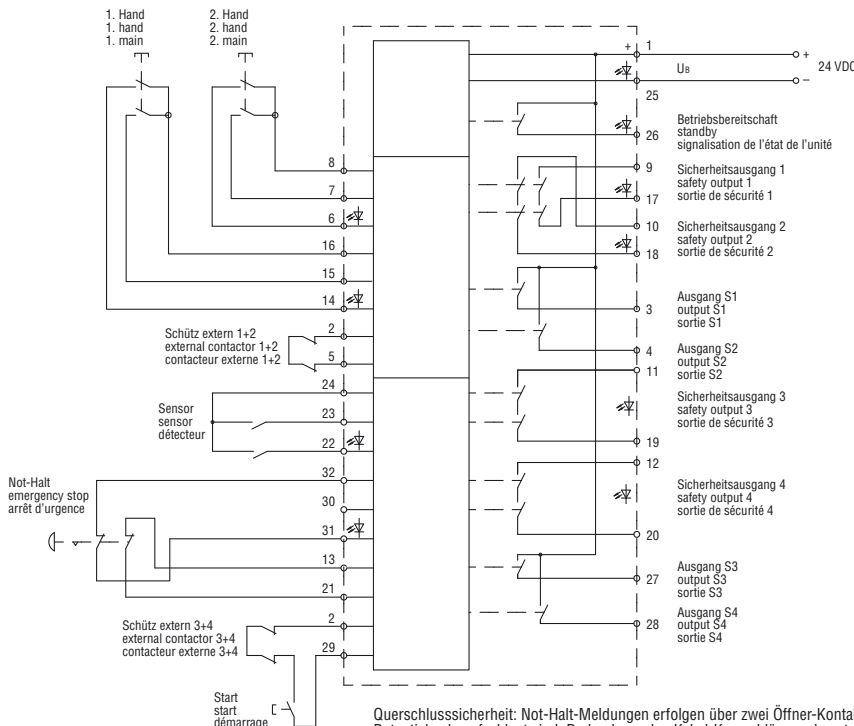 1. Hand
1. hand
1. main
2. Hand
2. hand
2. main
+ 1
UB
+
24 VDC
–
25
26
Betriebsbereitschaft
standby
signalisation de l'état de l'unité
8
7
6
16
15
14
9
17
Sicherheitsausgang 1
safety output 1
sortie de sécurité 1
10
18
Sicherheitsausgang 2
safety output 2
sortie de sécurité 2
3
Ausgang S1
output S1
sortie S1
4
Ausgang S2
output S2
sortie S2
Schütz extern 1+2
external contactor 1+2
contacteur externe 1+2
2
5
24
23
22
Sensor
sensor
détecteur
11
19
Sicherheitsausgang 3
safety output 3
sortie de sécurité 3
Not-Halt
emergency stop
arrêt d'urgence
32
30
31
13
21
12
20
Sicherheitsausgang 4
safety output 4
sortie de sécurité 4
27
Ausgang S3
output S3
sortie S3
28
Ausgang S4
output S4
sortie S4
Schütz extern 3+4
external contactor 3+4
contacteur externe 3+4
2
29
Start
start
démarrage
Querschlusssicherheit: Not-Halt-Meldungen erfolgen über zwei Öffner-Konta